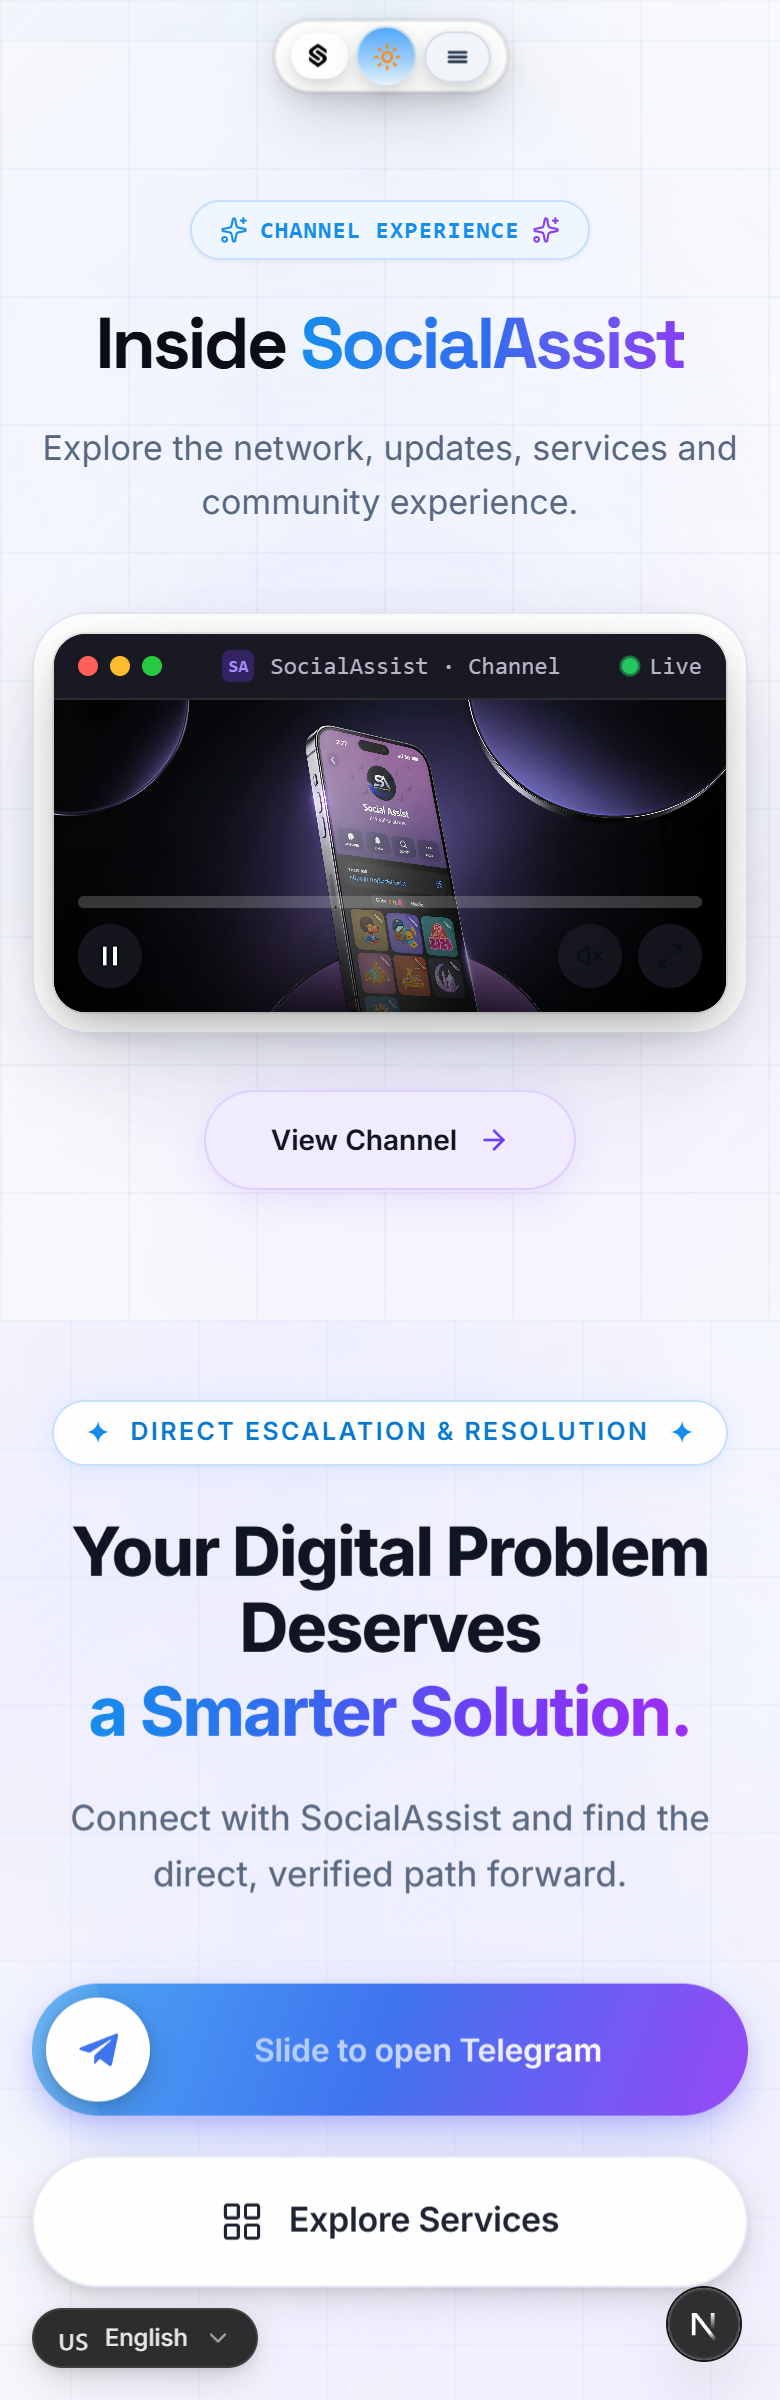 CHANNEL EXPERIENCE
Inside SocialAssist
Explore the network, updates, services and
community experience.
SA SocialAssist · Channel Live
2:27
Social Assist
View Channel
DIRECT ESCALATION & RESOLUTION
Your Digital Problem
Deserves
a Smarter Solution.
Connect with SocialAssist and find the
direct, verified path forward.
Slide to open Telegram
Explore Services
US English
N